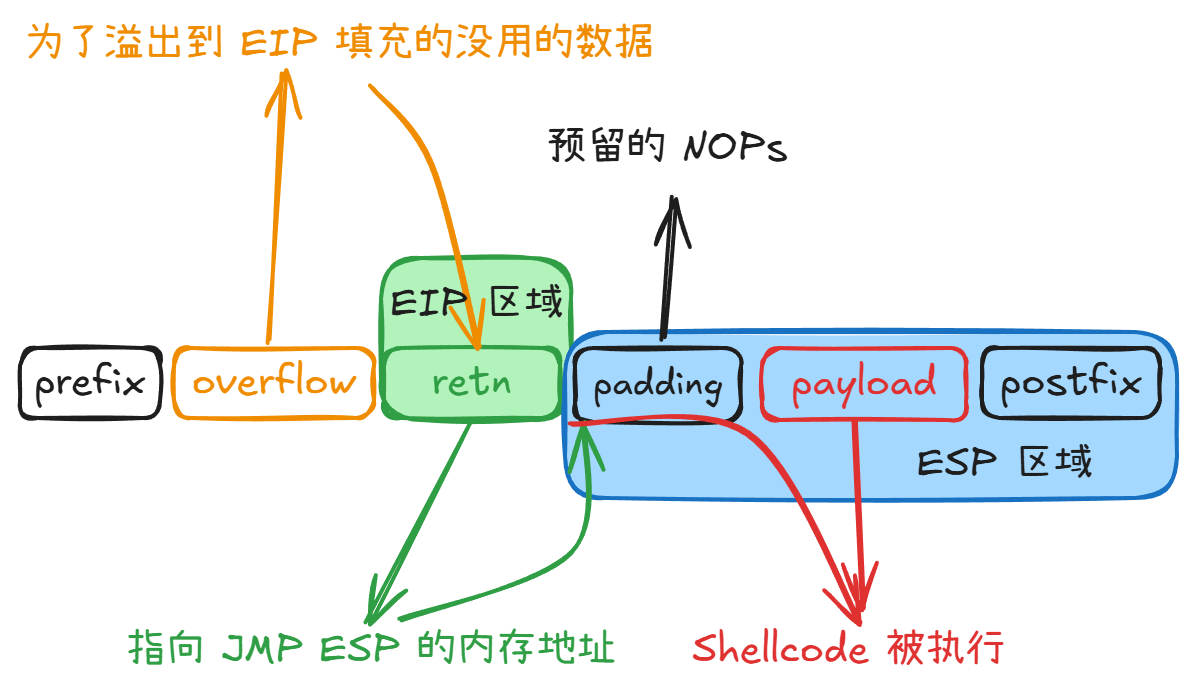 为了溢出到 EIP 填充的没用的数据
预留的 NOPs
EIP 区域
prefix
overflow
retn
padding
payload
postfix
ESP 区域
指向 JMP ESP 的内存地址
Shellcode 被执行